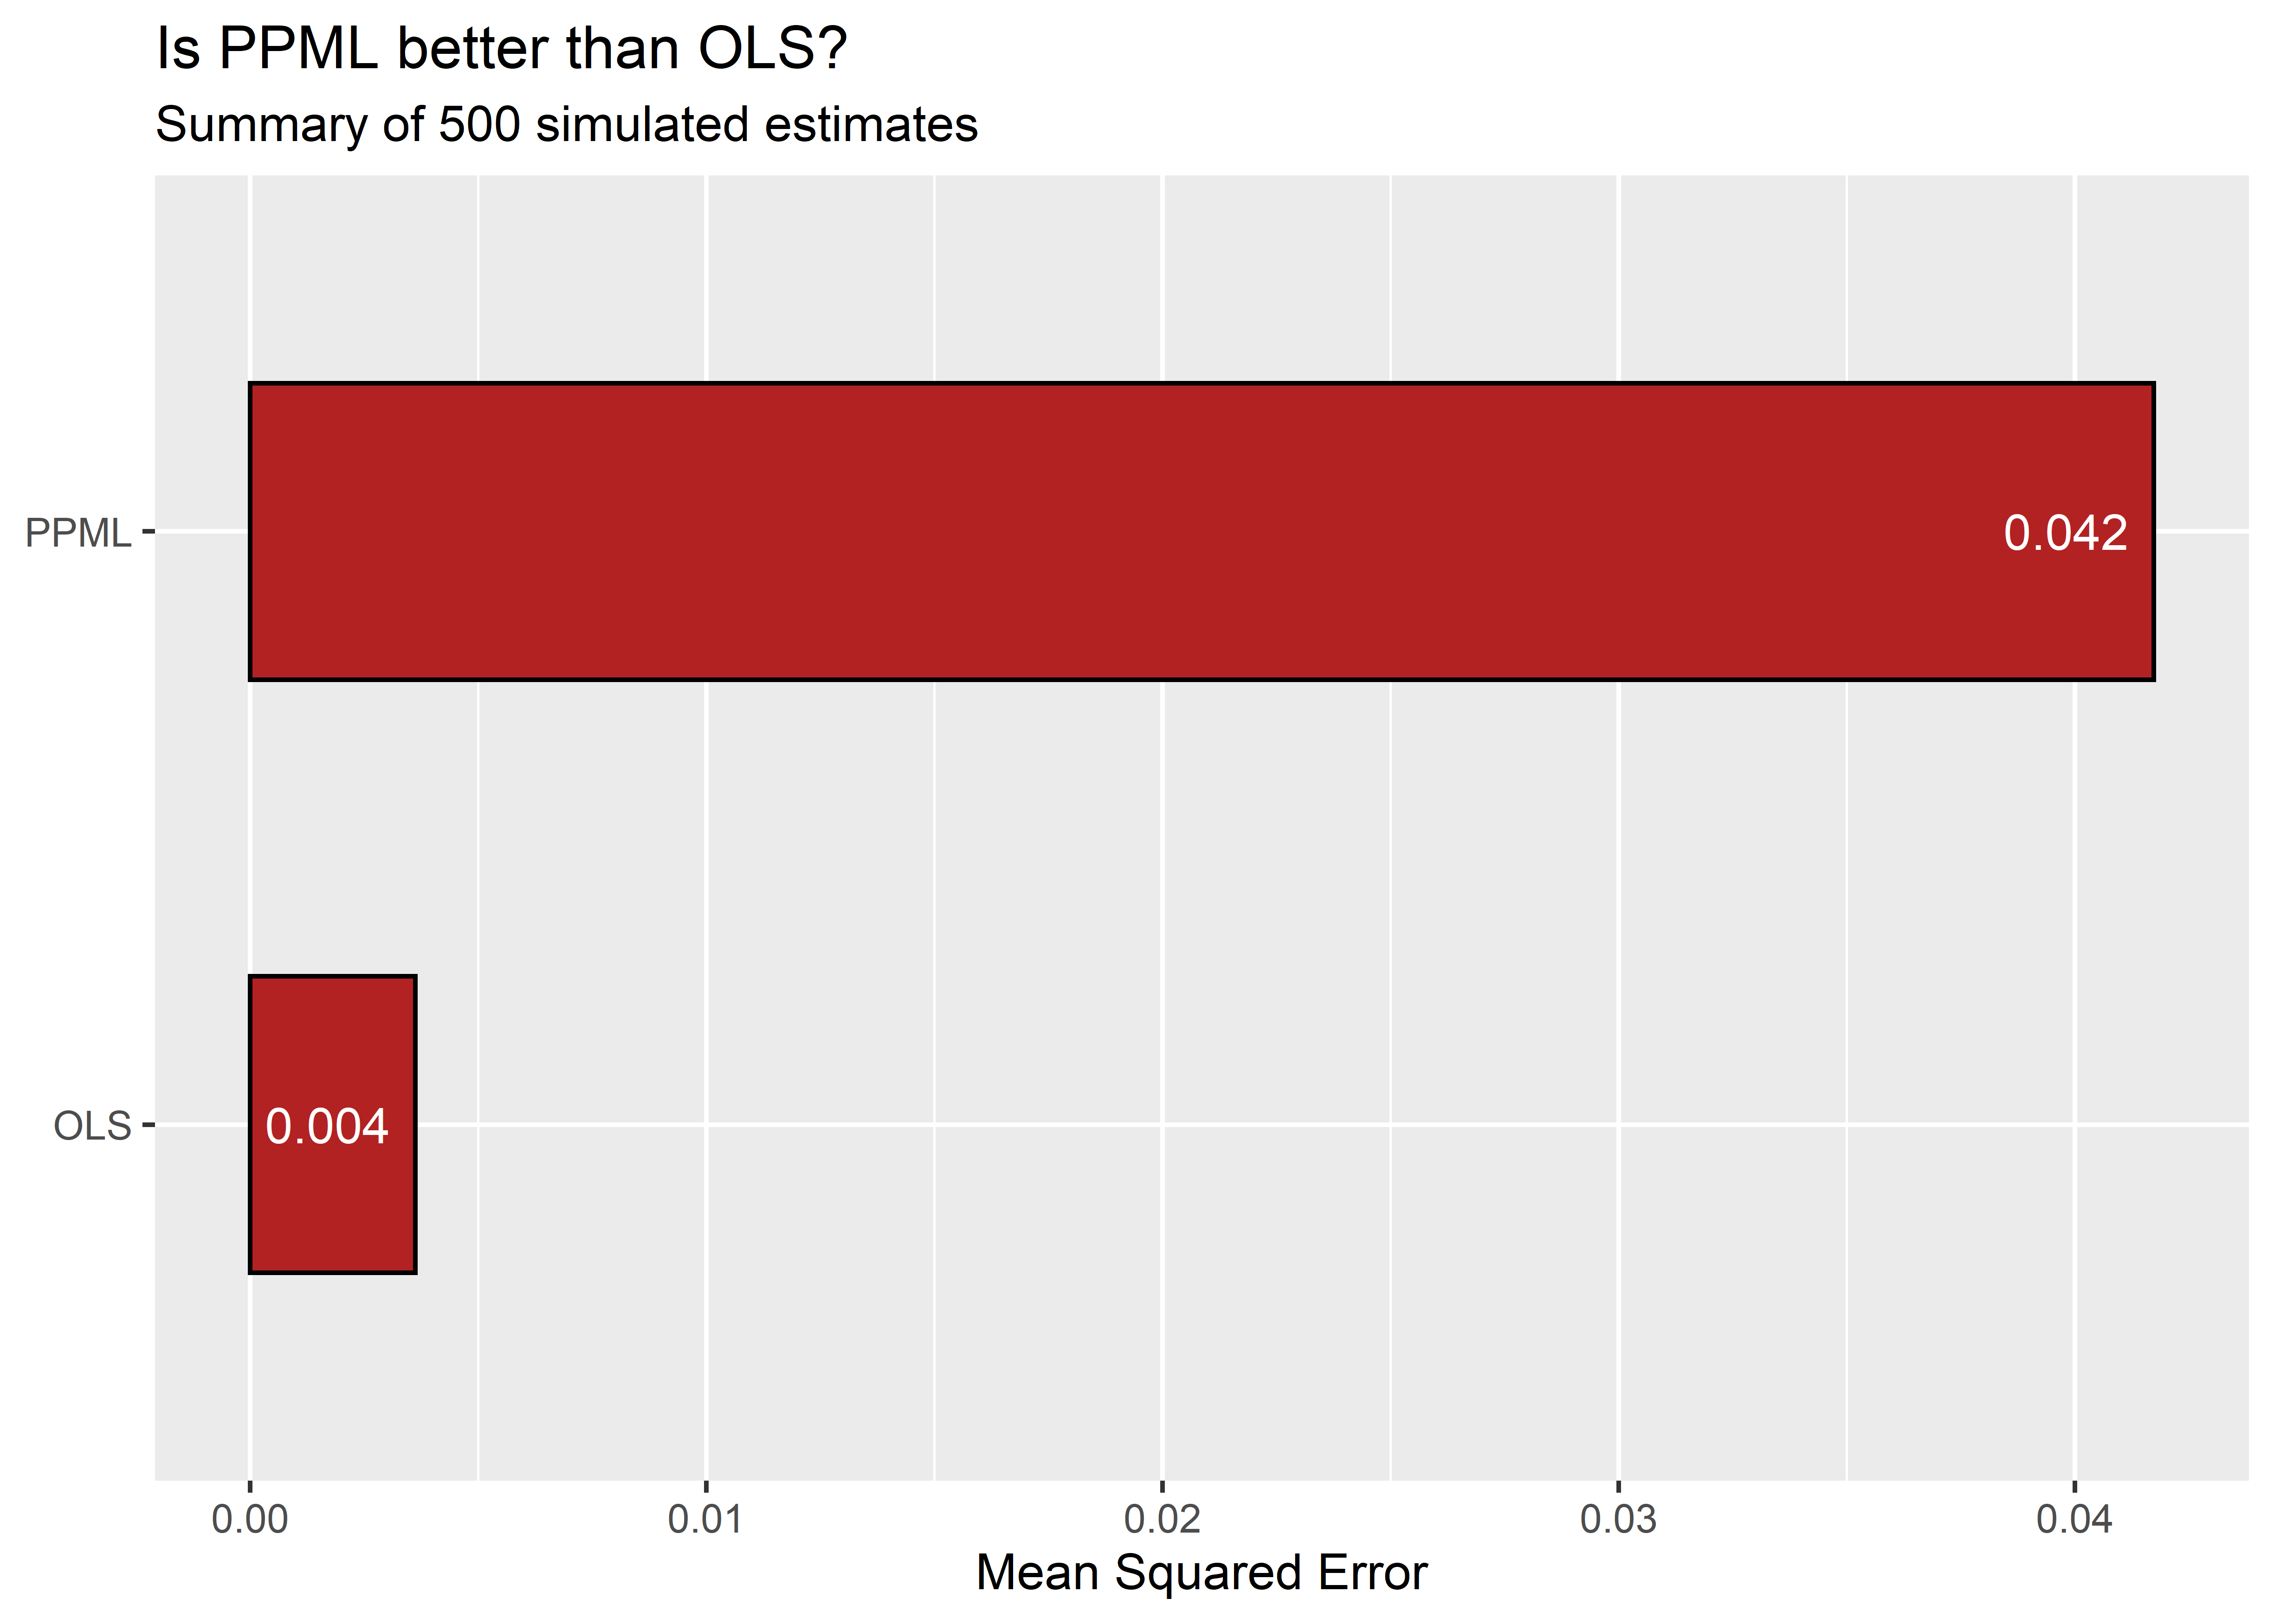 Is PPML better than OLS?
Summary of 500 simulated estimates
PPML
0.042
OLS
0.004
0.00 0.01 0.02 0.03 0.04
Mean Squared Error